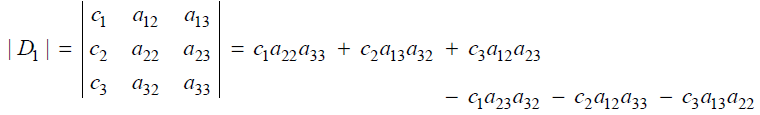 | D₁ | = | c₁ a₁₂ a₁₃ |
| c₂ a₂₂ a₂₃ | = c₁a₂₂a₃₃ + c₂a₁₃a₃₂ + c₃a₁₂a₂₃
| c₃ a₃₂ a₃₃ |
− c₁a₂₃a₃₂ − c₂a₁₂a₃₃ − c₃a₁₃a₂₂